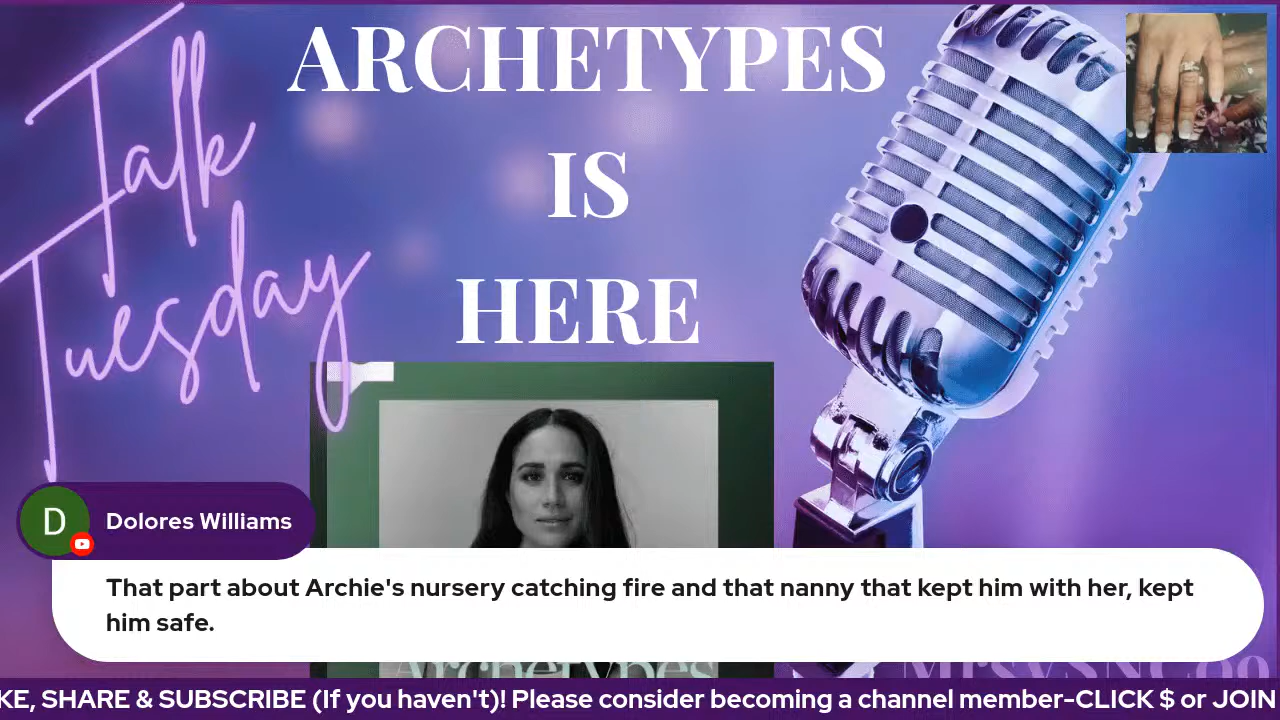 Talk
Tuesday
ARCHETYPES
IS
HERE
D
Dolores Williams
That part about Archie's nursery catching fire and that nanny that kept him with her, kept
him safe.
Archetypes
KE, SHARE & SUBSCRIBE (If you haven't)! Please consider becoming a channel member-CLICK $ or JOIN